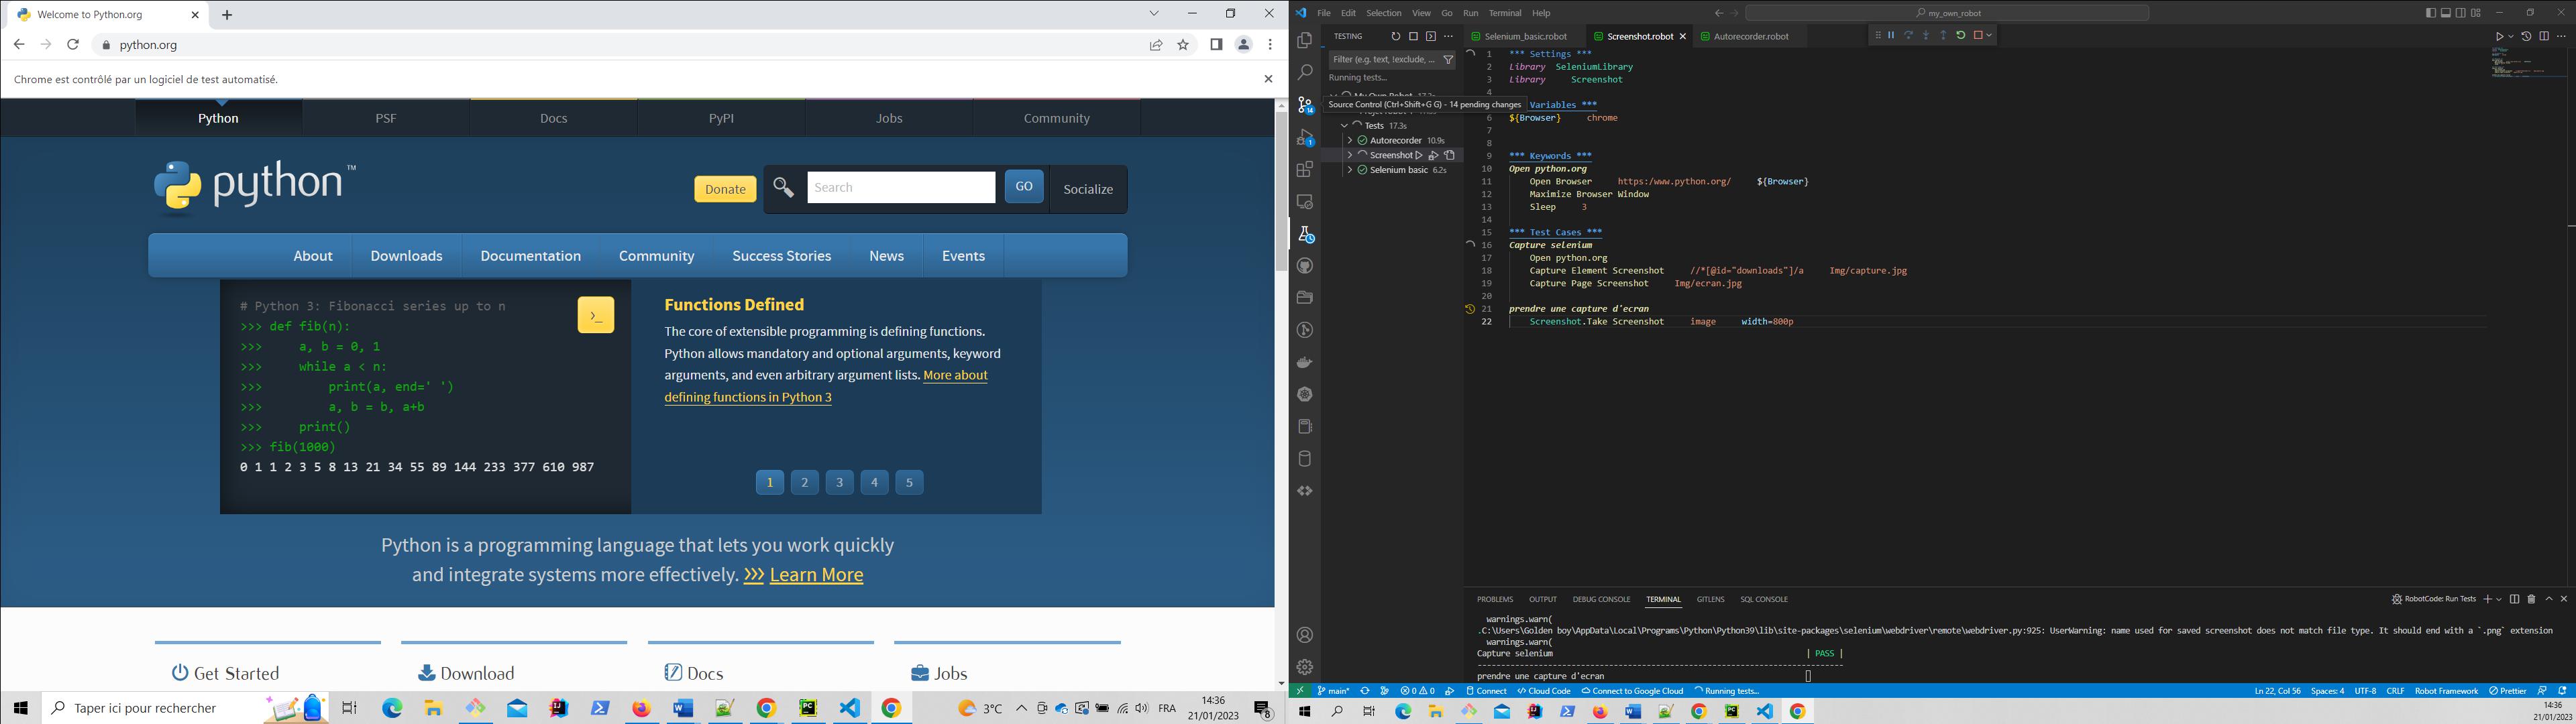 Welcome to Python.org
python.org
Chrome est contrôlé par un logiciel de test automatisé.
Python
PSF
Docs
PyPI
Jobs
Community
python™
Donate
Search
GO
Socialize
About
Downloads
Documentation
Community
Success Stories
News
Events
# Python 3: Fibonacci series up to n
>>> def fib(n):
>>>     a, b = 0, 1
>>>     while a < n:
>>>         print(a, end=' ')
>>>         a, b = b, a+b
>>>     print()
>>> fib(1000)
0 1 1 2 3 5 8 13 21 34 55 89 144 233 377 610 987
>_
Functions Defined
The core of extensible programming is defining functions.
Python allows mandatory and optional arguments, keyword
arguments, and even arbitrary argument lists. More about
defining functions in Python 3
1 2 3 4 5
Python is a programming language that lets you work quickly
and integrate systems more effectively. >>> Learn More
Get Started
Download
Docs
Jobs
Taper ici pour rechercher
3°C
FRA
14:36
21/01/2023
8
File Edit Selection View Go Run Terminal Help
my_own_robot
TESTING
Filter (e.g. text, !exclude, ...
Running tests...
Source Control (Ctrl+Shift+G G) - 14 pending changes
14
1
Tests 17.3s
Autorecorder 10.9s
Screenshot
Selenium basic 6.2s
Selenium_basic.robot
Screenshot.robot
Autorecorder.robot
1 *** Settings ***
2 Library  SeleniumLibrary
3 Library     Screenshot
4
Variables ***
6 ${Browser}     chrome
7
8
9 *** Keywords ***
10 Open python.org
11     Open Browser     https:/www.python.org/     ${Browser}
12     Maximize Browser Window
13     Sleep     3
14
15 *** Test Cases ***
16 Capture selenium
17     Open python.org
18     Capture Element Screenshot     //*[@id="downloads"]/a     Img/capture.jpg
19     Capture Page Screenshot     Img/ecran.jpg
20
21 prendre une capture d'ecran
22     Screenshot.Take Screenshot     image     width=800p
PROBLEMS OUTPUT DEBUG CONSOLE TERMINAL GITLENS SQL CONSOLE
RobotCode: Run Tests
warnings.warn(
.C:\Users\Golden boy\AppData\Local\Programs\Python\Python39\lib\site-packages\selenium\webdriver\remote\webdriver.py:925: UserWarning: name used for saved screenshot does not match file type. It should end with a `.png` extension
warnings.warn(
Capture selenium | PASS |
------------------------------------------------------------------------------
prendre une capture d'ecran
main* 0 0 Connect Cloud Code Connect to Google Cloud Running tests...
Ln 22, Col 56 Spaces: 4 UTF-8 CRLF Robot Framework Prettier
14:36
21/01/2023